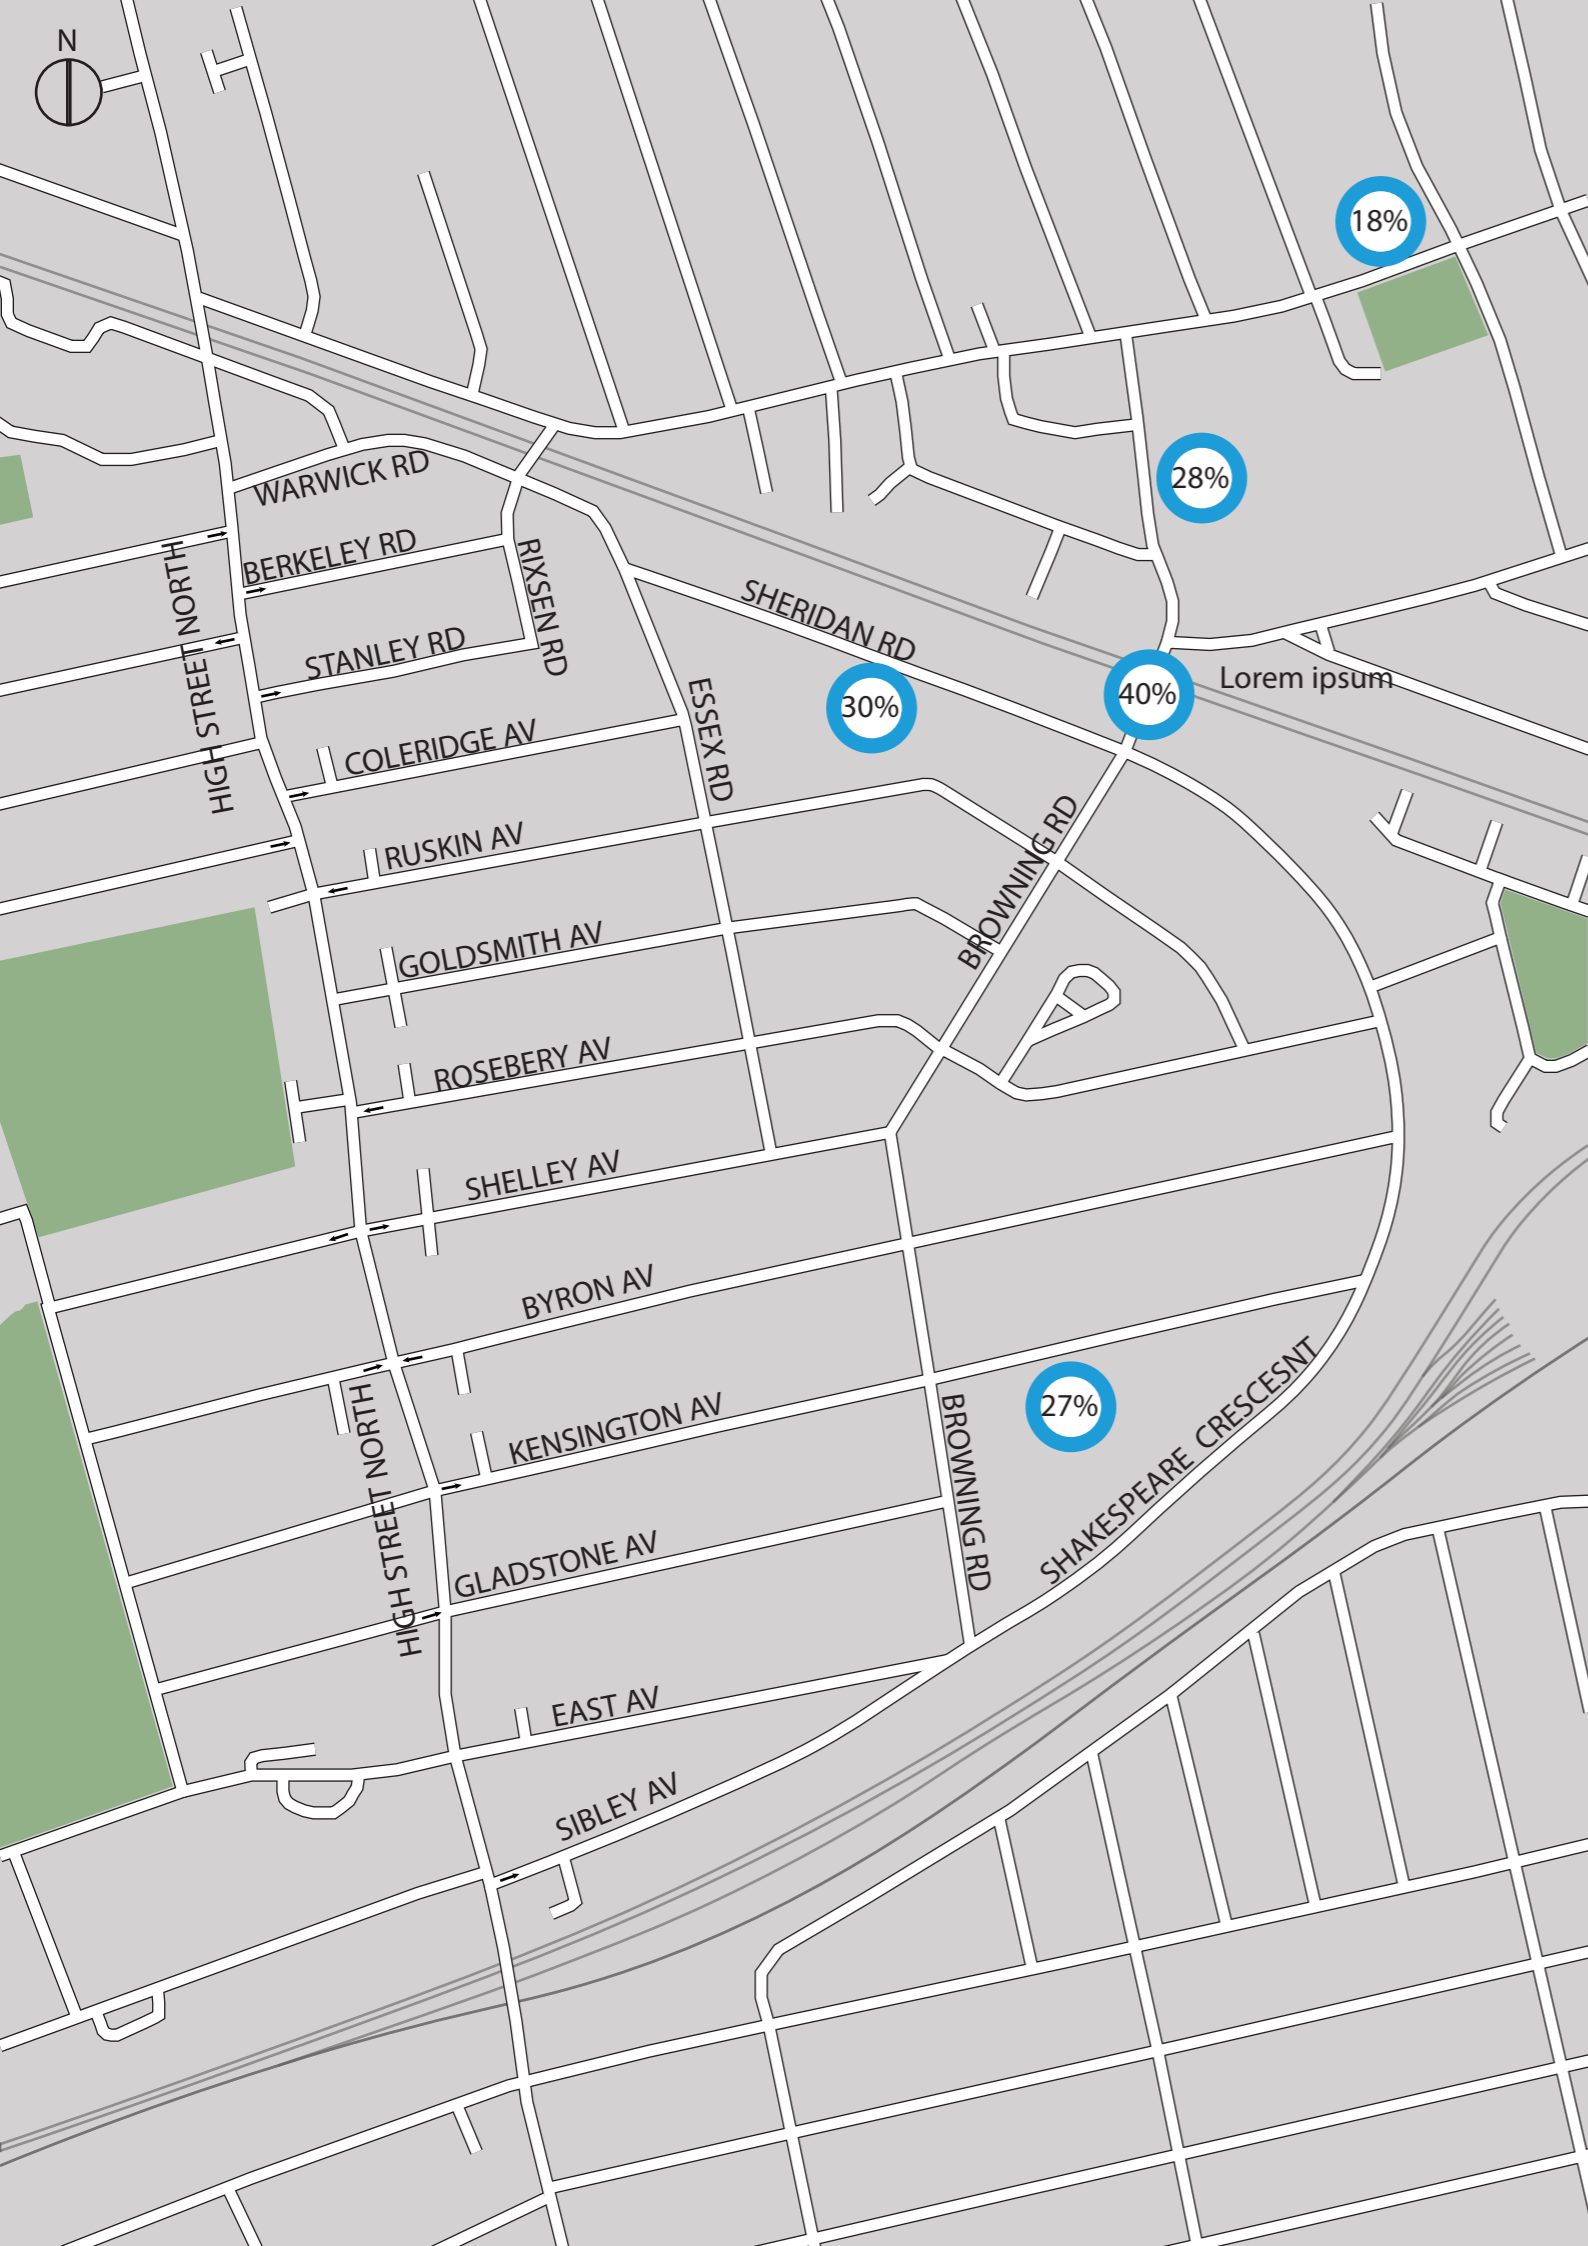 N
18%
WARWICK RD
28%
BERKELEY RD
HIGH STREET NORTH
RIXSEN RD
SHERIDAN RD
STANLEY RD
Lorem ipsum
40%
30%
ESSEX RD
COLERIDGE AV
RUSKIN AV
BROWNING RD
GOLDSMITH AV
ROSEBERY AV
SHELLEY AV
BYRON AV
KENSINGTON AV
27%
SHAKESPEARE CRESCESNT
HIGH STREET NORTH
BROWNING RD
GLADSTONE AV
EAST AV
SIBLEY AV